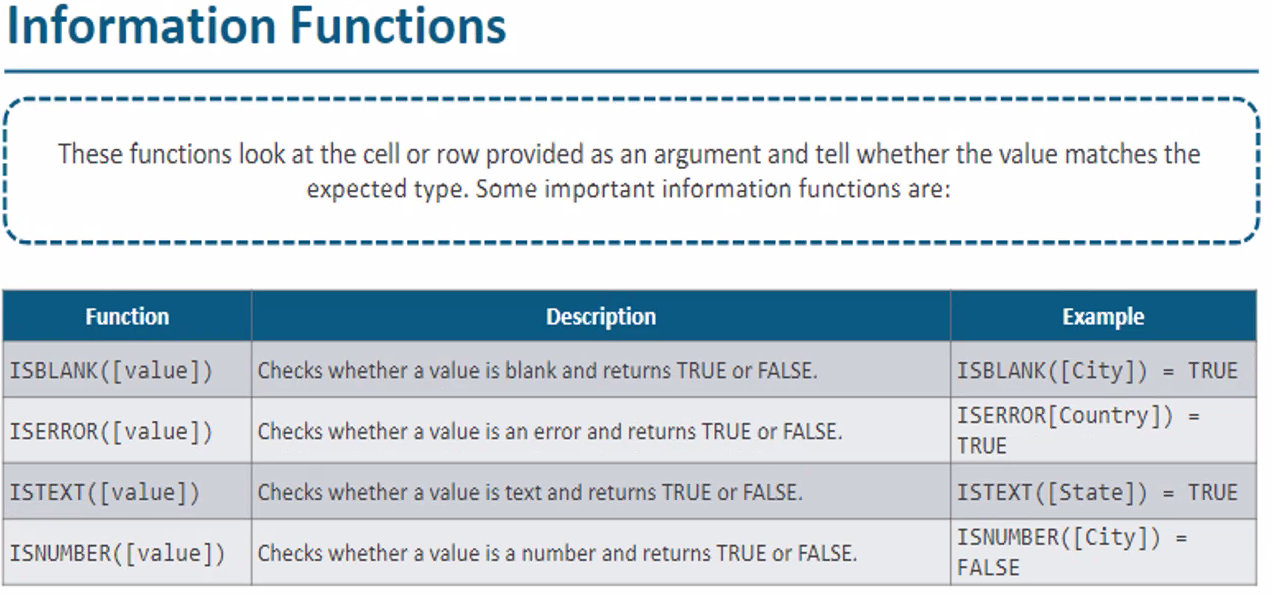 Information Functions
These functions look at the cell or row provided as an argument and tell whether the value matches the
expected type. Some important information functions are:
Function Description Example
ISBLANK([value]) Checks whether a value is blank and returns TRUE or FALSE. ISBLANK([City]) = TRUE
ISERROR([value]) Checks whether a value is an error and returns TRUE or FALSE. ISERROR[Country]) =
TRUE
ISTEXT([value]) Checks whether a value is text and returns TRUE or FALSE. ISTEXT([State]) = TRUE
ISNUMBER([value]) Checks whether a value is a number and returns TRUE or FALSE. ISNUMBER([City]) =
FALSE